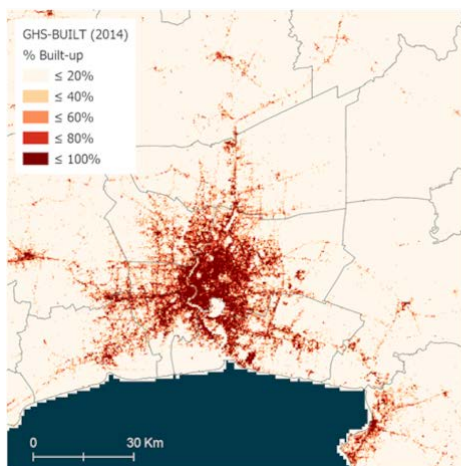 GHS-BUILT (2014)
% Built-up
≤ 20%
≤ 40%
≤ 60%
≤ 80%
≤ 100%
0 30 Km